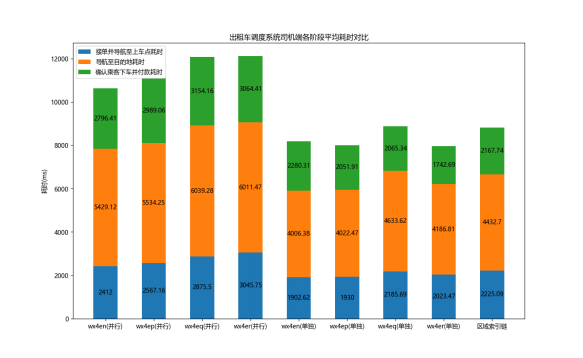 出租车调度系统司机端各阶段平均耗时对比
接单并导航至上车点耗时
导航至目的地耗时
确认乘客下车并付款耗时
耗时(ms)
12000
10000
8000
6000
4000
2000
0
2796.41
2989.06
3154.16
3064.41
2280.31
2051.91
2065.34
1742.69
2167.74
5429.12
5534.25
6039.28
6011.47
4006.38
4022.47
4633.62
4186.81
4432.7
2412
2567.16
2875.5
3045.75
1902.62
1930
2185.69
2023.47
2225.09
wx4en(并行)
wx4ep(并行)
wx4eq(并行)
wx4er(并行)
wx4en(单独)
wx4ep(单独)
wx4eq(单独)
wx4er(单独)
区域索引链